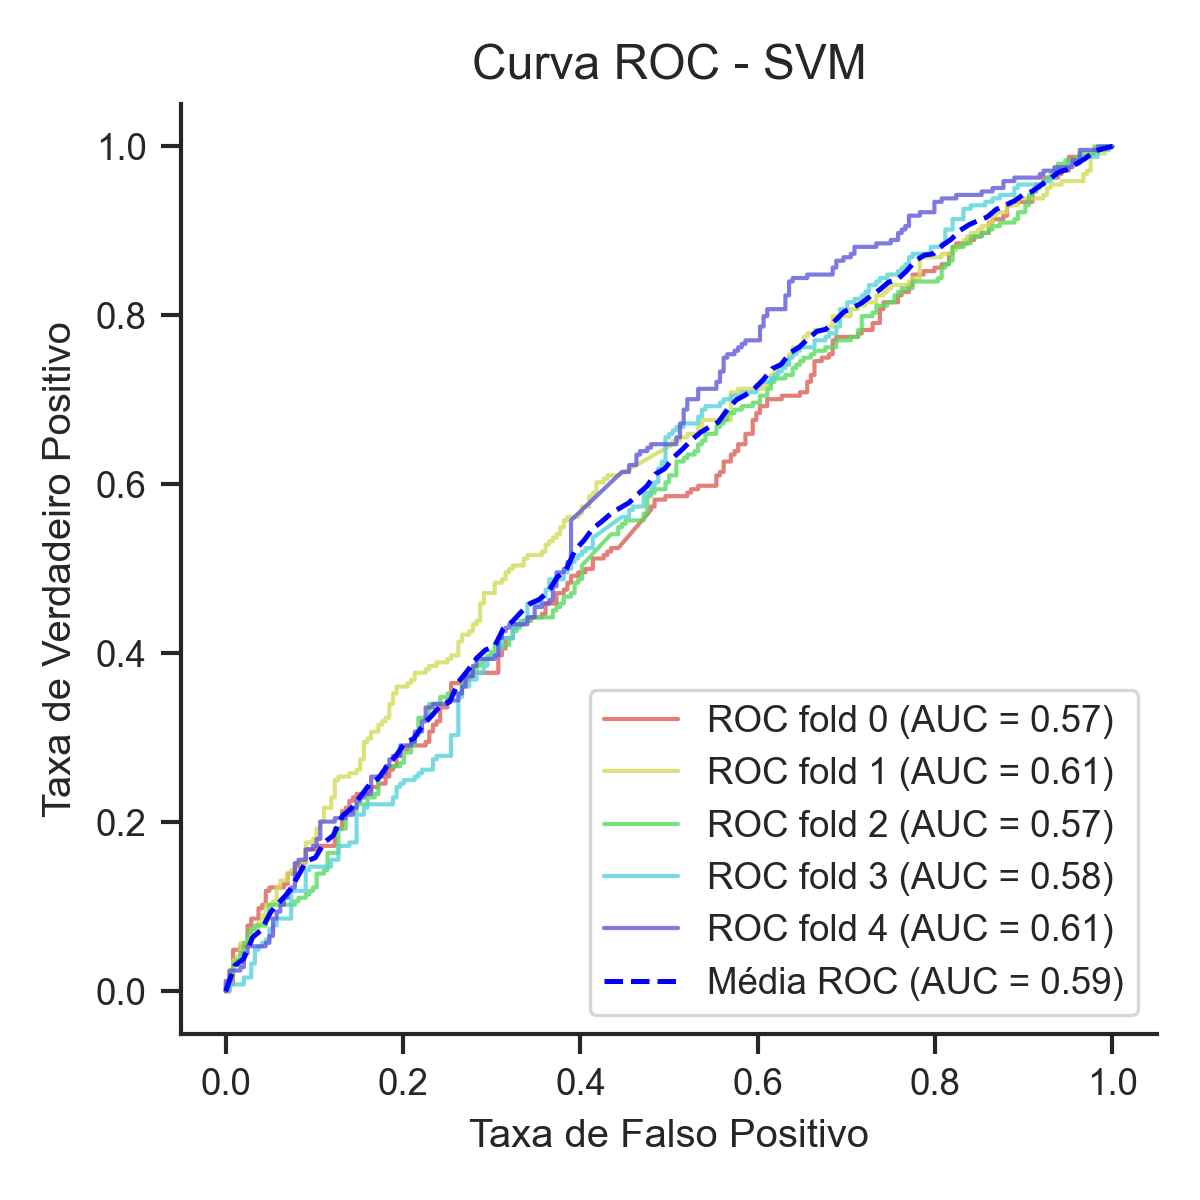 Curva ROC - SVM
Taxa de Verdadeiro Positivo
1.0
0.8
0.6
0.4
0.2
0.0
ROC fold 0 (AUC = 0.57)
ROC fold 1 (AUC = 0.61)
ROC fold 2 (AUC = 0.57)
ROC fold 3 (AUC = 0.58)
ROC fold 4 (AUC = 0.61)
Média ROC (AUC = 0.59)
0.0 0.2 0.4 0.6 0.8 1.0
Taxa de Falso Positivo